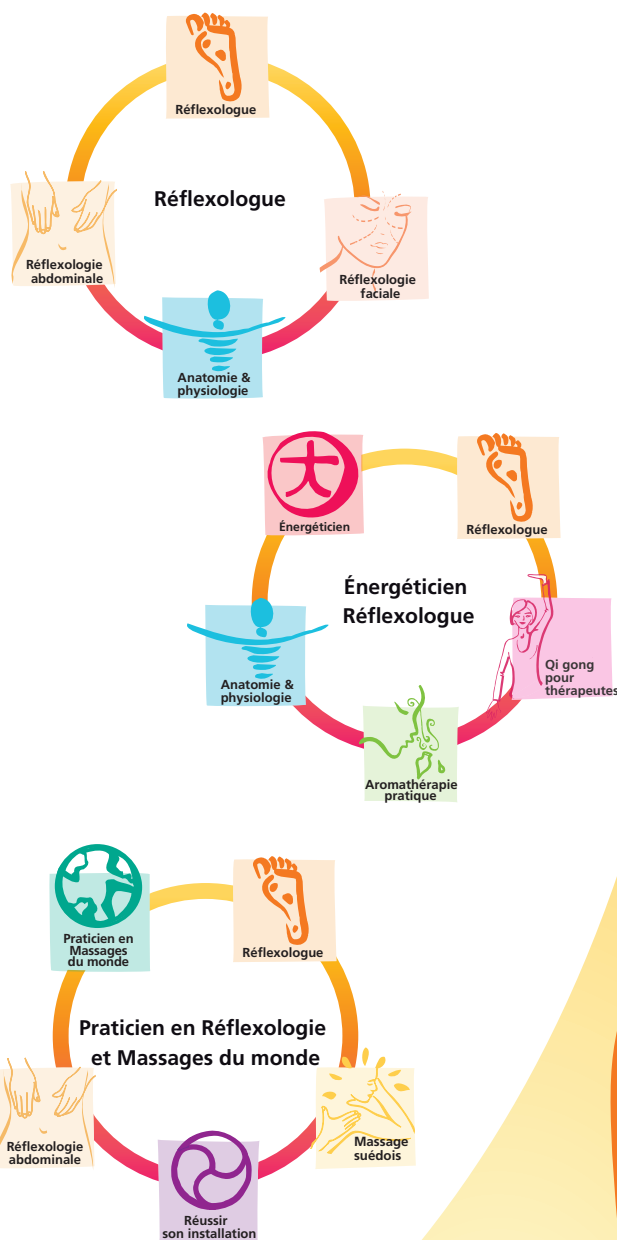 Réflexologue
Réflexologue
Réflexologie
abdominale
Réflexologie
faciale
Anatomie &
physiologie
Énergéticien
Réflexologue
Énergéticien
Réflexologue
Anatomie &
physiologie
Qi gong
pour
thérapeutes
Aromathérapie
pratique
Praticien en
Massages
du monde
Réflexologue
Praticien en Réflexologie
et Massages du monde
Réflexologie
abdominale
Massage
suédois
Réussir
son installation